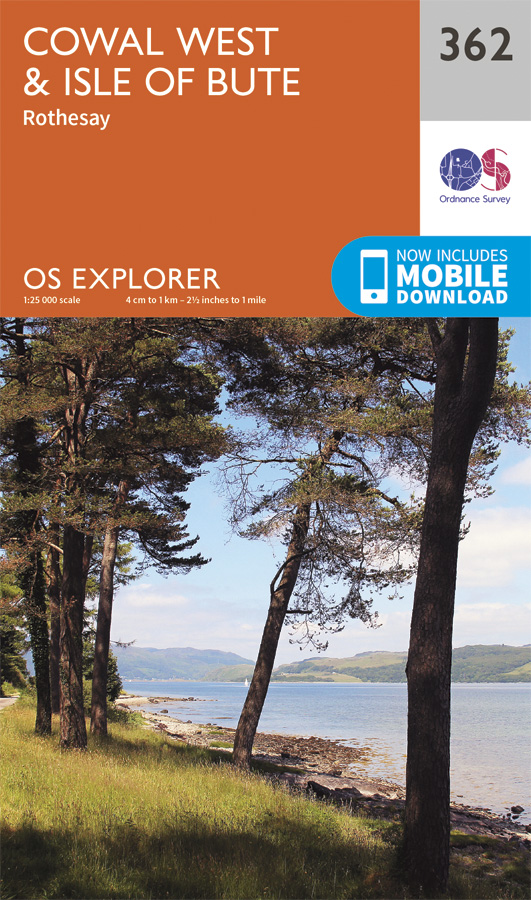 COWAL WEST
& ISLE OF BUTE
Rothesay
362
OS
Ordnance Survey
NOW INCLUDES
MOBILE
DOWNLOAD
OS EXPLORER
1:25 000 scale 4 cm to 1 km – 2½ inches to 1 mile